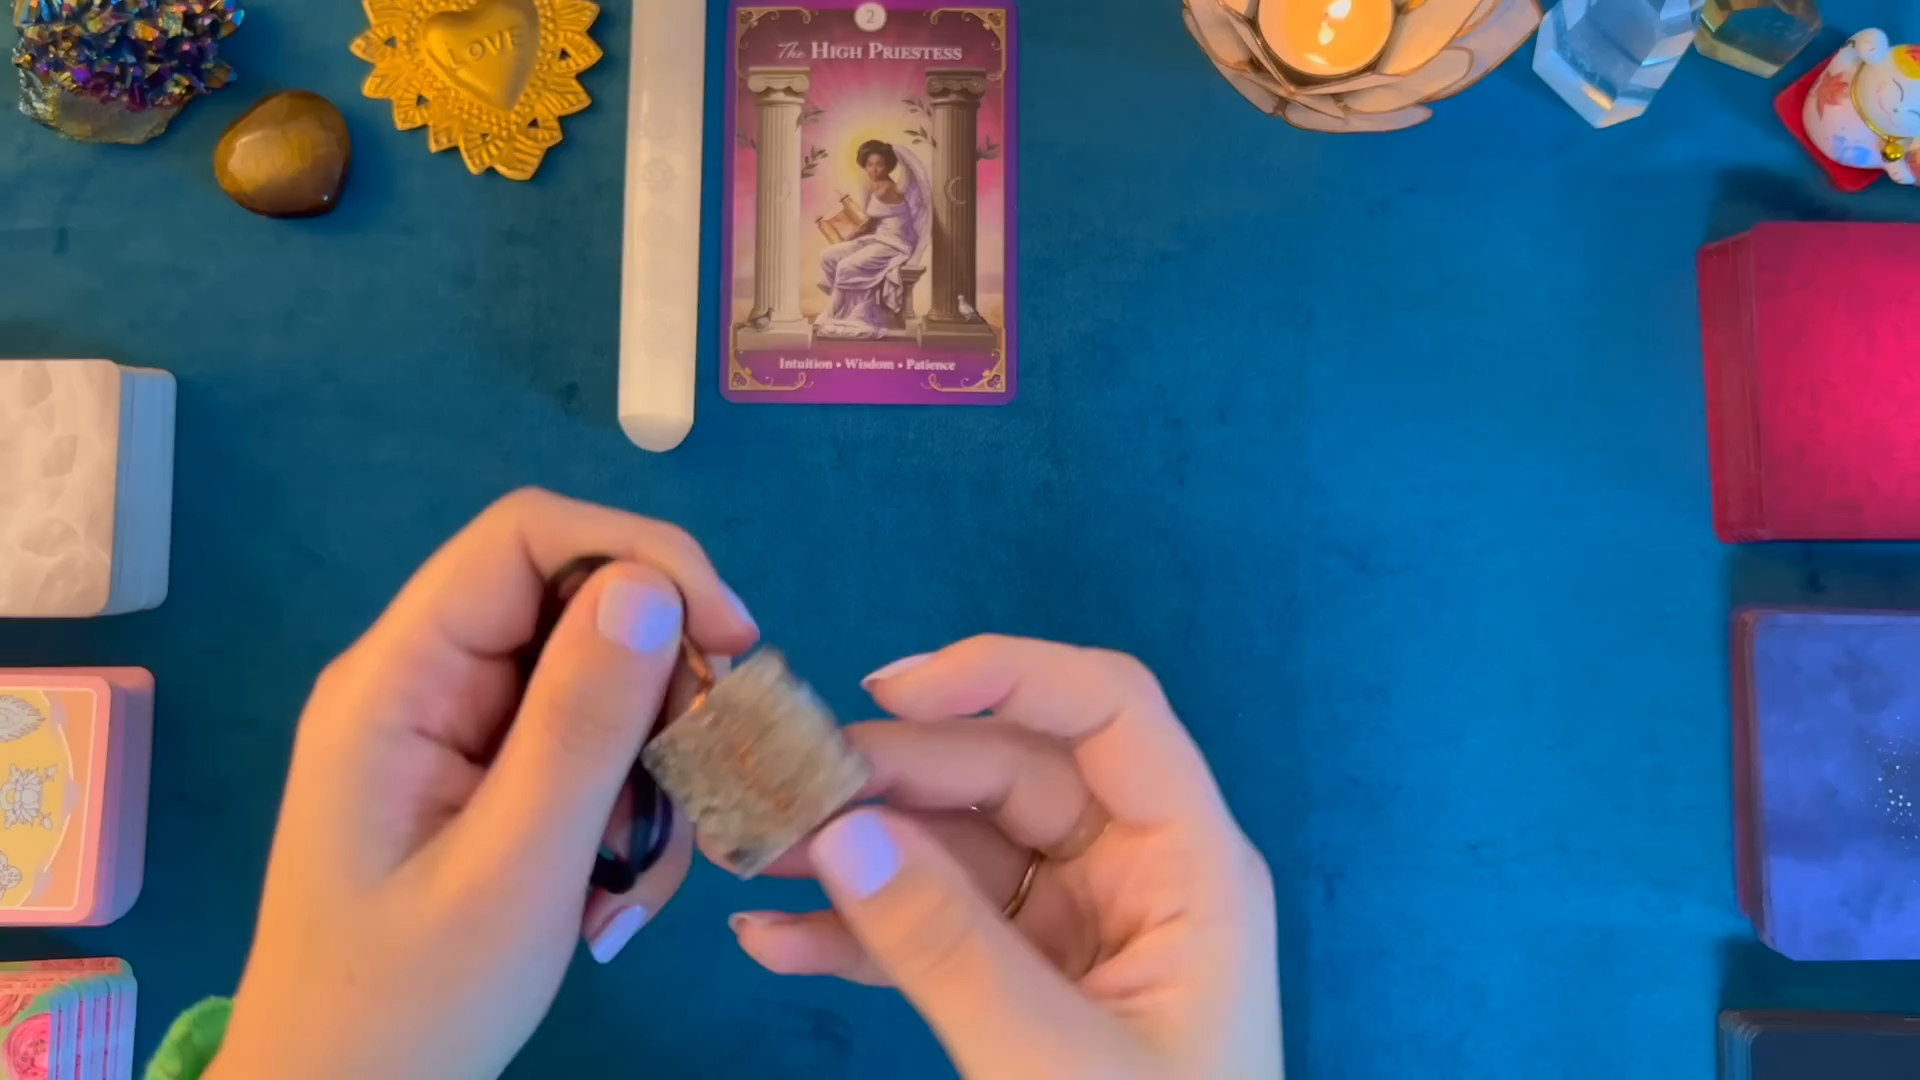 LOVE
2
The HIGH PRIESTESS
Intuition • Wisdom • Patience